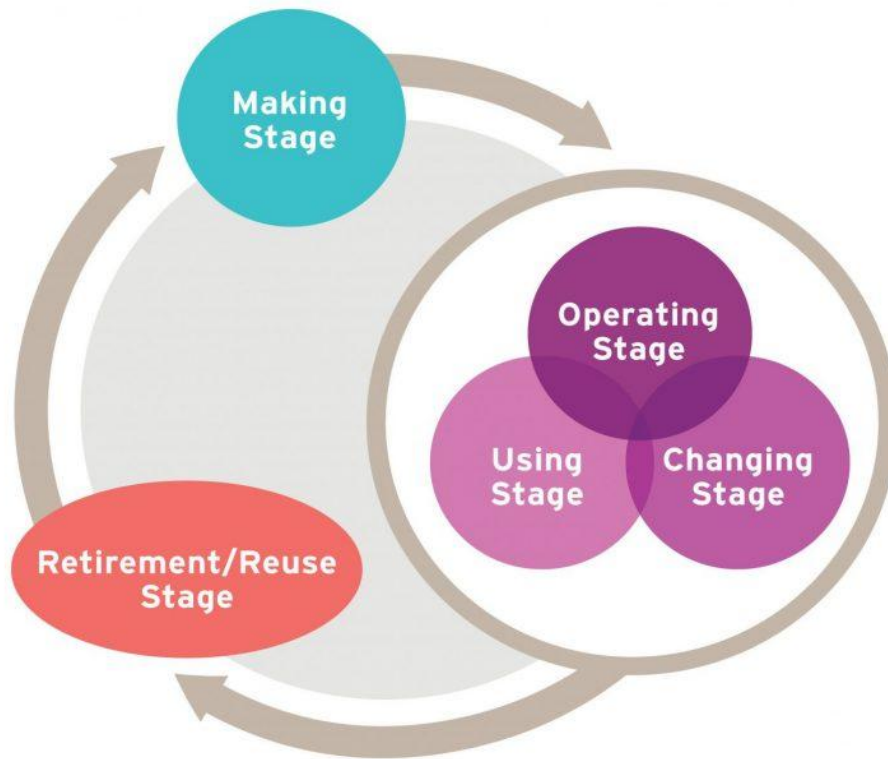 Making
Stage
Operating
Stage
Using
Stage
Changing
Stage
Retirement/Reuse
Stage